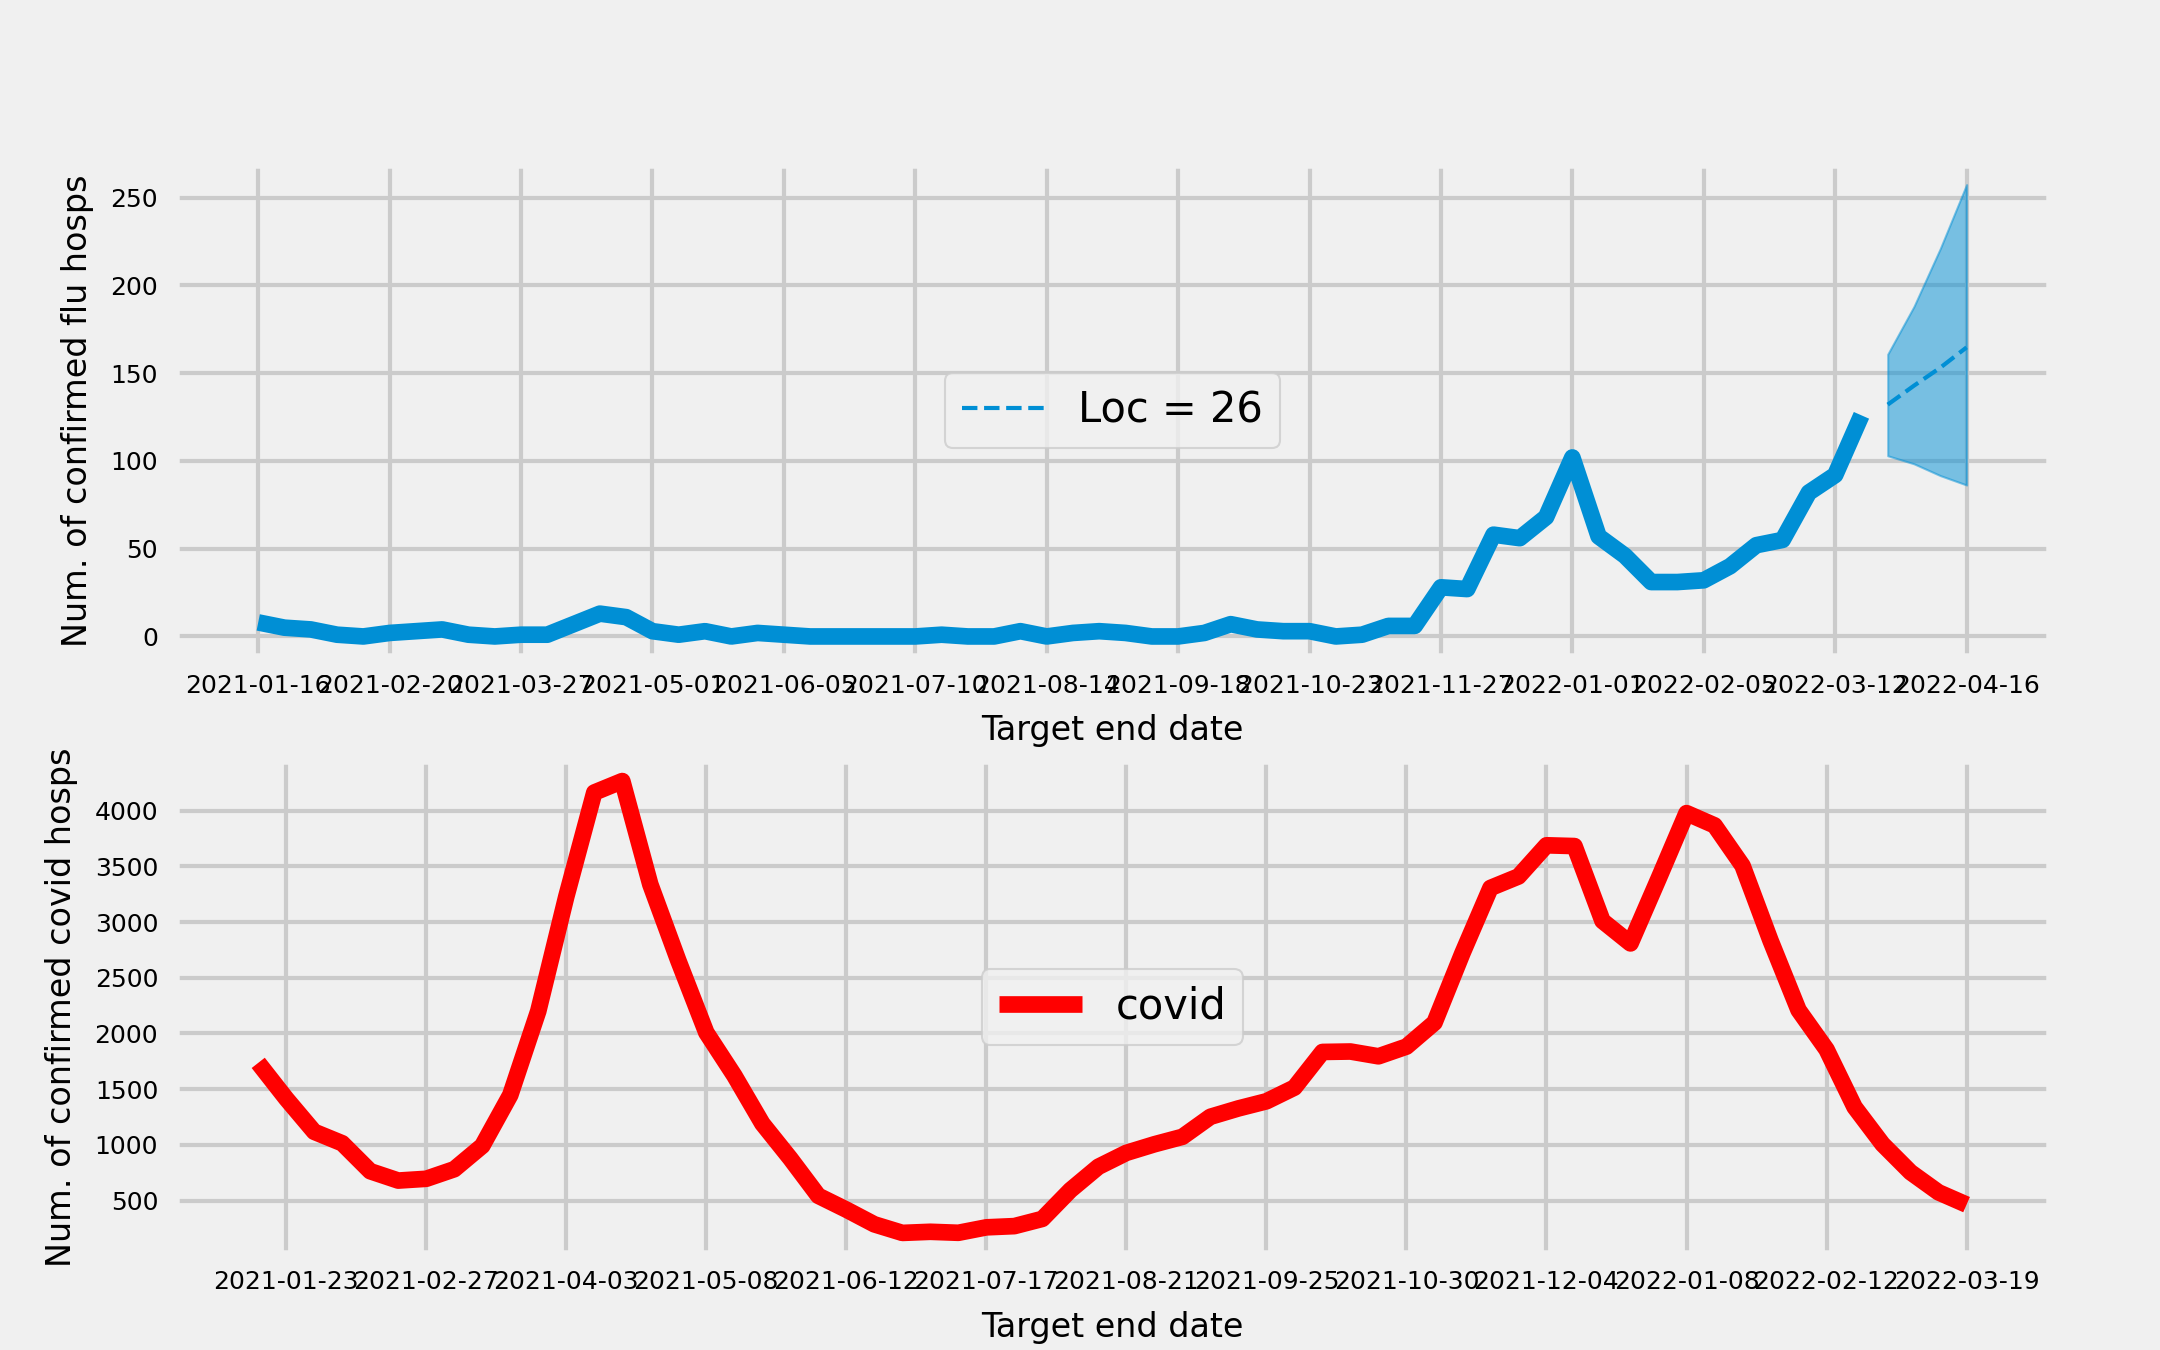 Num. of confirmed flu hosps
250
200
150
100
50
0
Loc = 26
2021-01-16 2021-02-20 2021-03-27 2021-05-01 2021-06-05 2021-07-10 2021-08-14 2021-09-18 2021-10-23 2021-11-27 2022-01-01 2022-02-05 2022-03-12 2022-04-16
Target end date
Num. of confirmed covid hosps
4000
3500
3000
2500
2000
1500
1000
500
covid
2021-01-23 2021-02-27 2021-04-03 2021-05-08 2021-06-12 2021-07-17 2021-08-21 2021-09-25 2021-10-30 2021-12-04 2022-01-08 2022-02-12 2022-03-19
Target end date